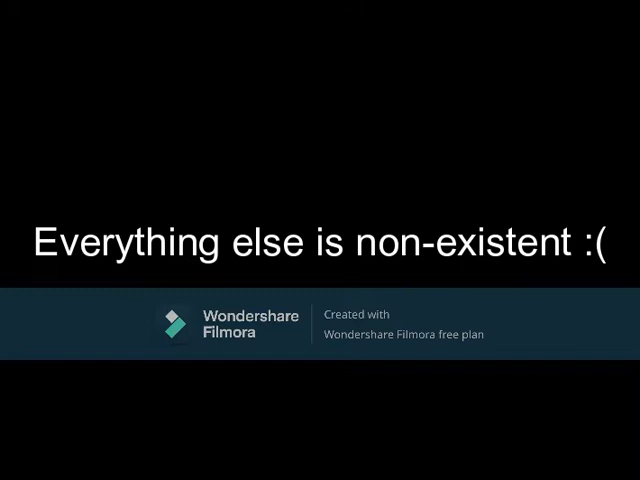 Everything else is non-existent :(
Wondershare
Filmora
Created with
Wondershare Filmora free plan